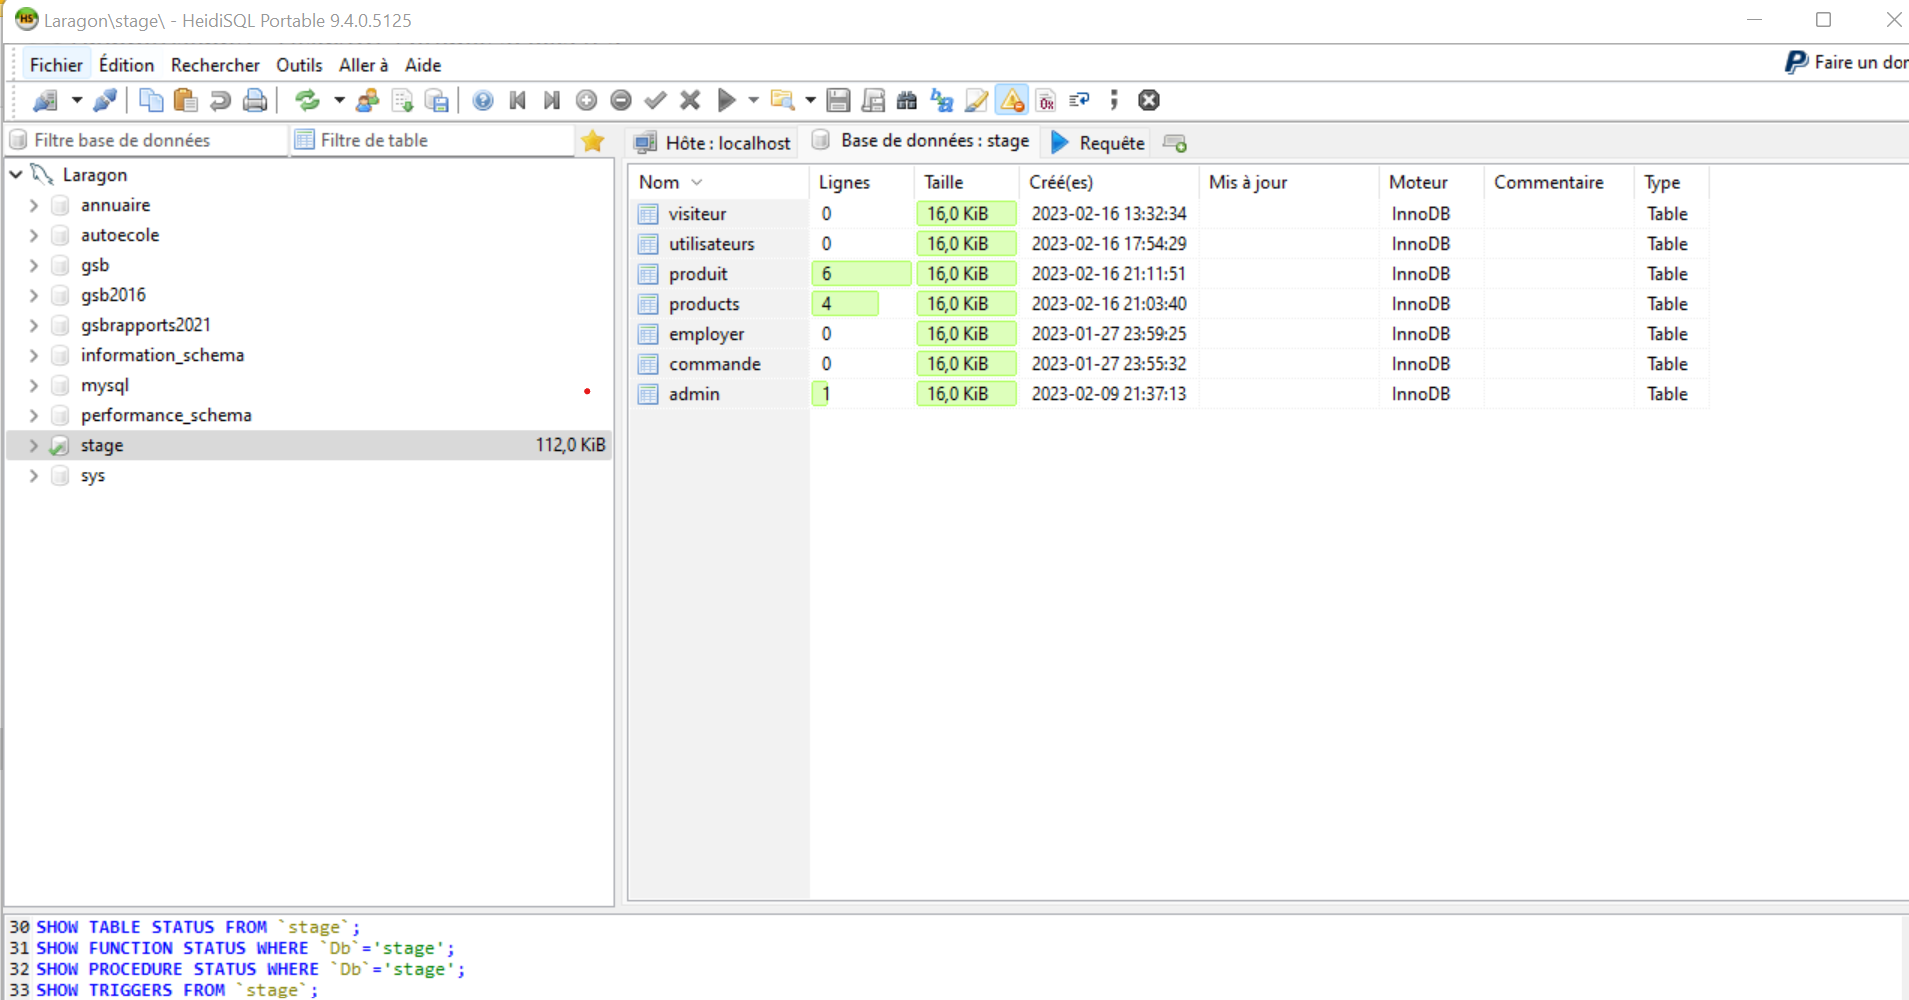 Laragon\stage\ - HeidiSQL Portable 9.4.0.5125
Fichier Édition Rechercher Outils Aller à Aide
Faire un don
Filtre base de données
Filtre de table
Hôte : localhost
Base de données : stage
Requête
Laragon
annuaire
autoecole
gsb
gsb2016
gsbrapports2021
information_schema
mysql
performance_schema
stage 112,0 KiB
sys
Nom Lignes Taille Créé(es) Mis à jour Moteur Commentaire Type
visiteur 0 16,0 KiB 2023-02-16 13:32:34 InnoDB Table
utilisateurs 0 16,0 KiB 2023-02-16 17:54:29 InnoDB Table
produit 6 16,0 KiB 2023-02-16 21:11:51 InnoDB Table
products 4 16,0 KiB 2023-02-16 21:03:40 InnoDB Table
employer 0 16,0 KiB 2023-01-27 23:59:25 InnoDB Table
commande 0 16,0 KiB 2023-01-27 23:55:32 InnoDB Table
admin 1 16,0 KiB 2023-02-09 21:37:13 InnoDB Table
30 SHOW TABLE STATUS FROM `stage`;
31 SHOW FUNCTION STATUS WHERE `Db`='stage';
32 SHOW PROCEDURE STATUS WHERE `Db`='stage';
33 SHOW TRIGGERS FROM `stage`;